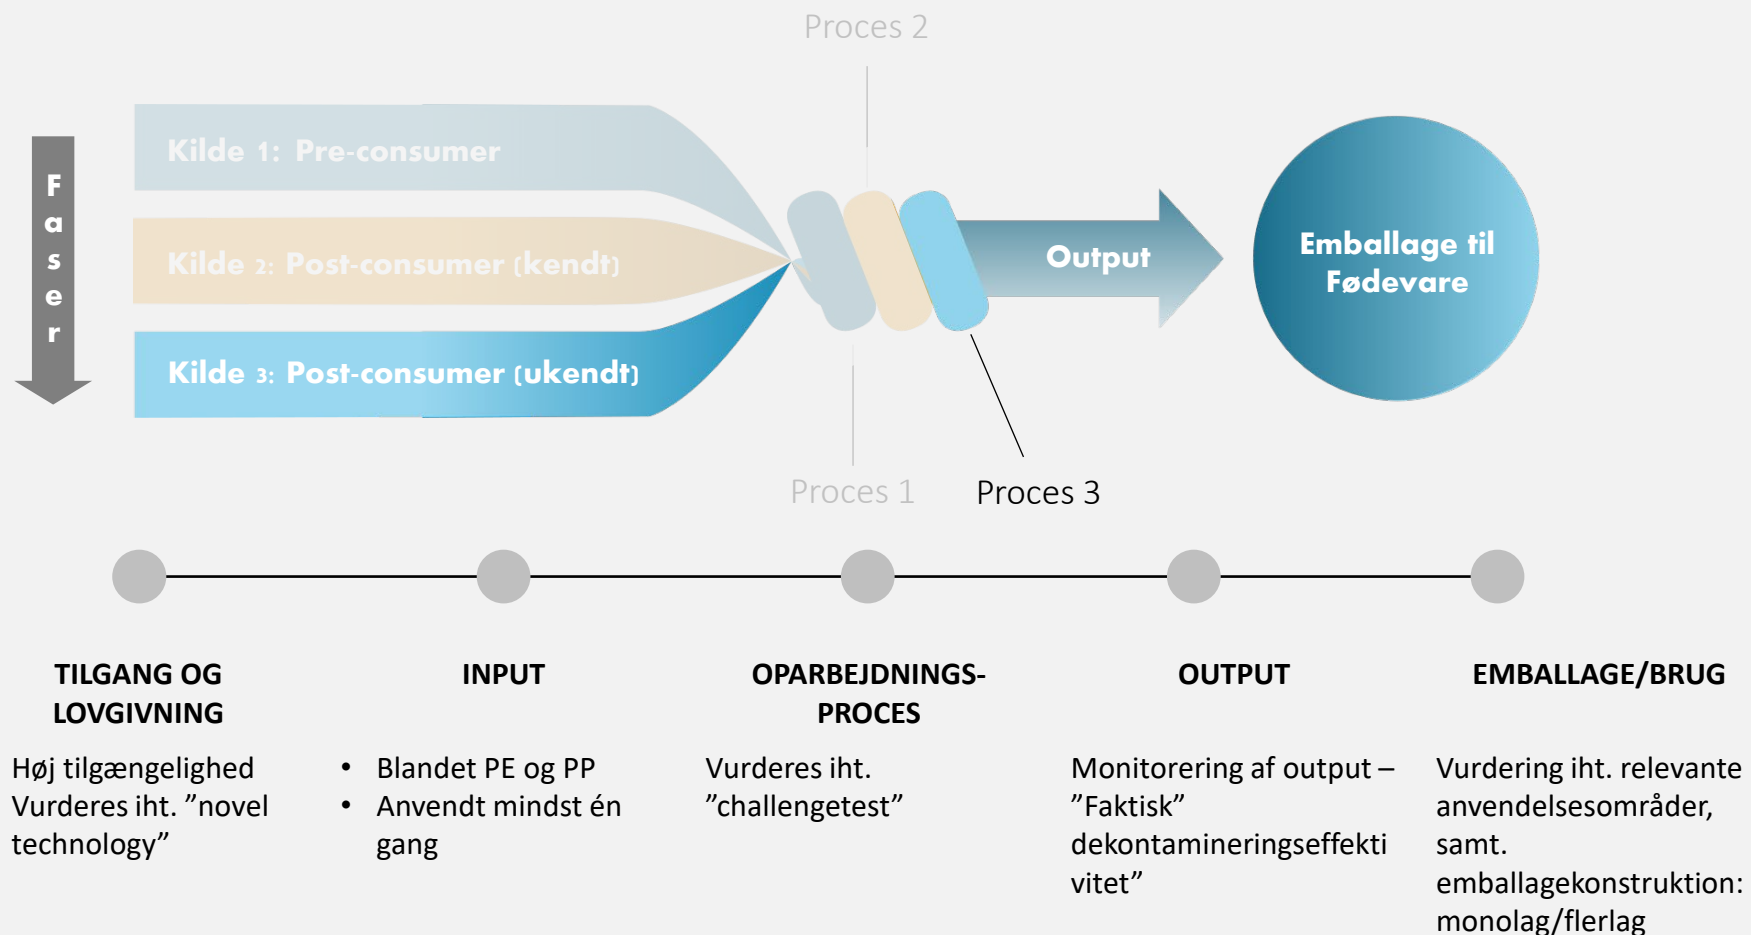 Proces 2
Faser
Kilde 1: Pre-consumer
Kilde 2: Post-consumer (kendt)
Kilde 3: Post-consumer (ukendt)
Output
Emballage til
Fødevare
Proces 1
Proces 3
TILGANG OG
LOVGIVNING
Høj tilgængelighed
Vurderes iht. ”novel
technology”
INPUT
• Blandet PE og PP
• Anvendt mindst én
gang
OPARBEJDNINGS-
PROCES
Vurderes iht.
”challengetest”
OUTPUT
Monitorering af output –
”Faktisk”
dekontamineringseffekti
vitet”
EMBALLAGE/BRUG
Vurdering iht. relevante
anvendelsesområder,
samt.
emballagekonstruktion:
monolag/flerlag